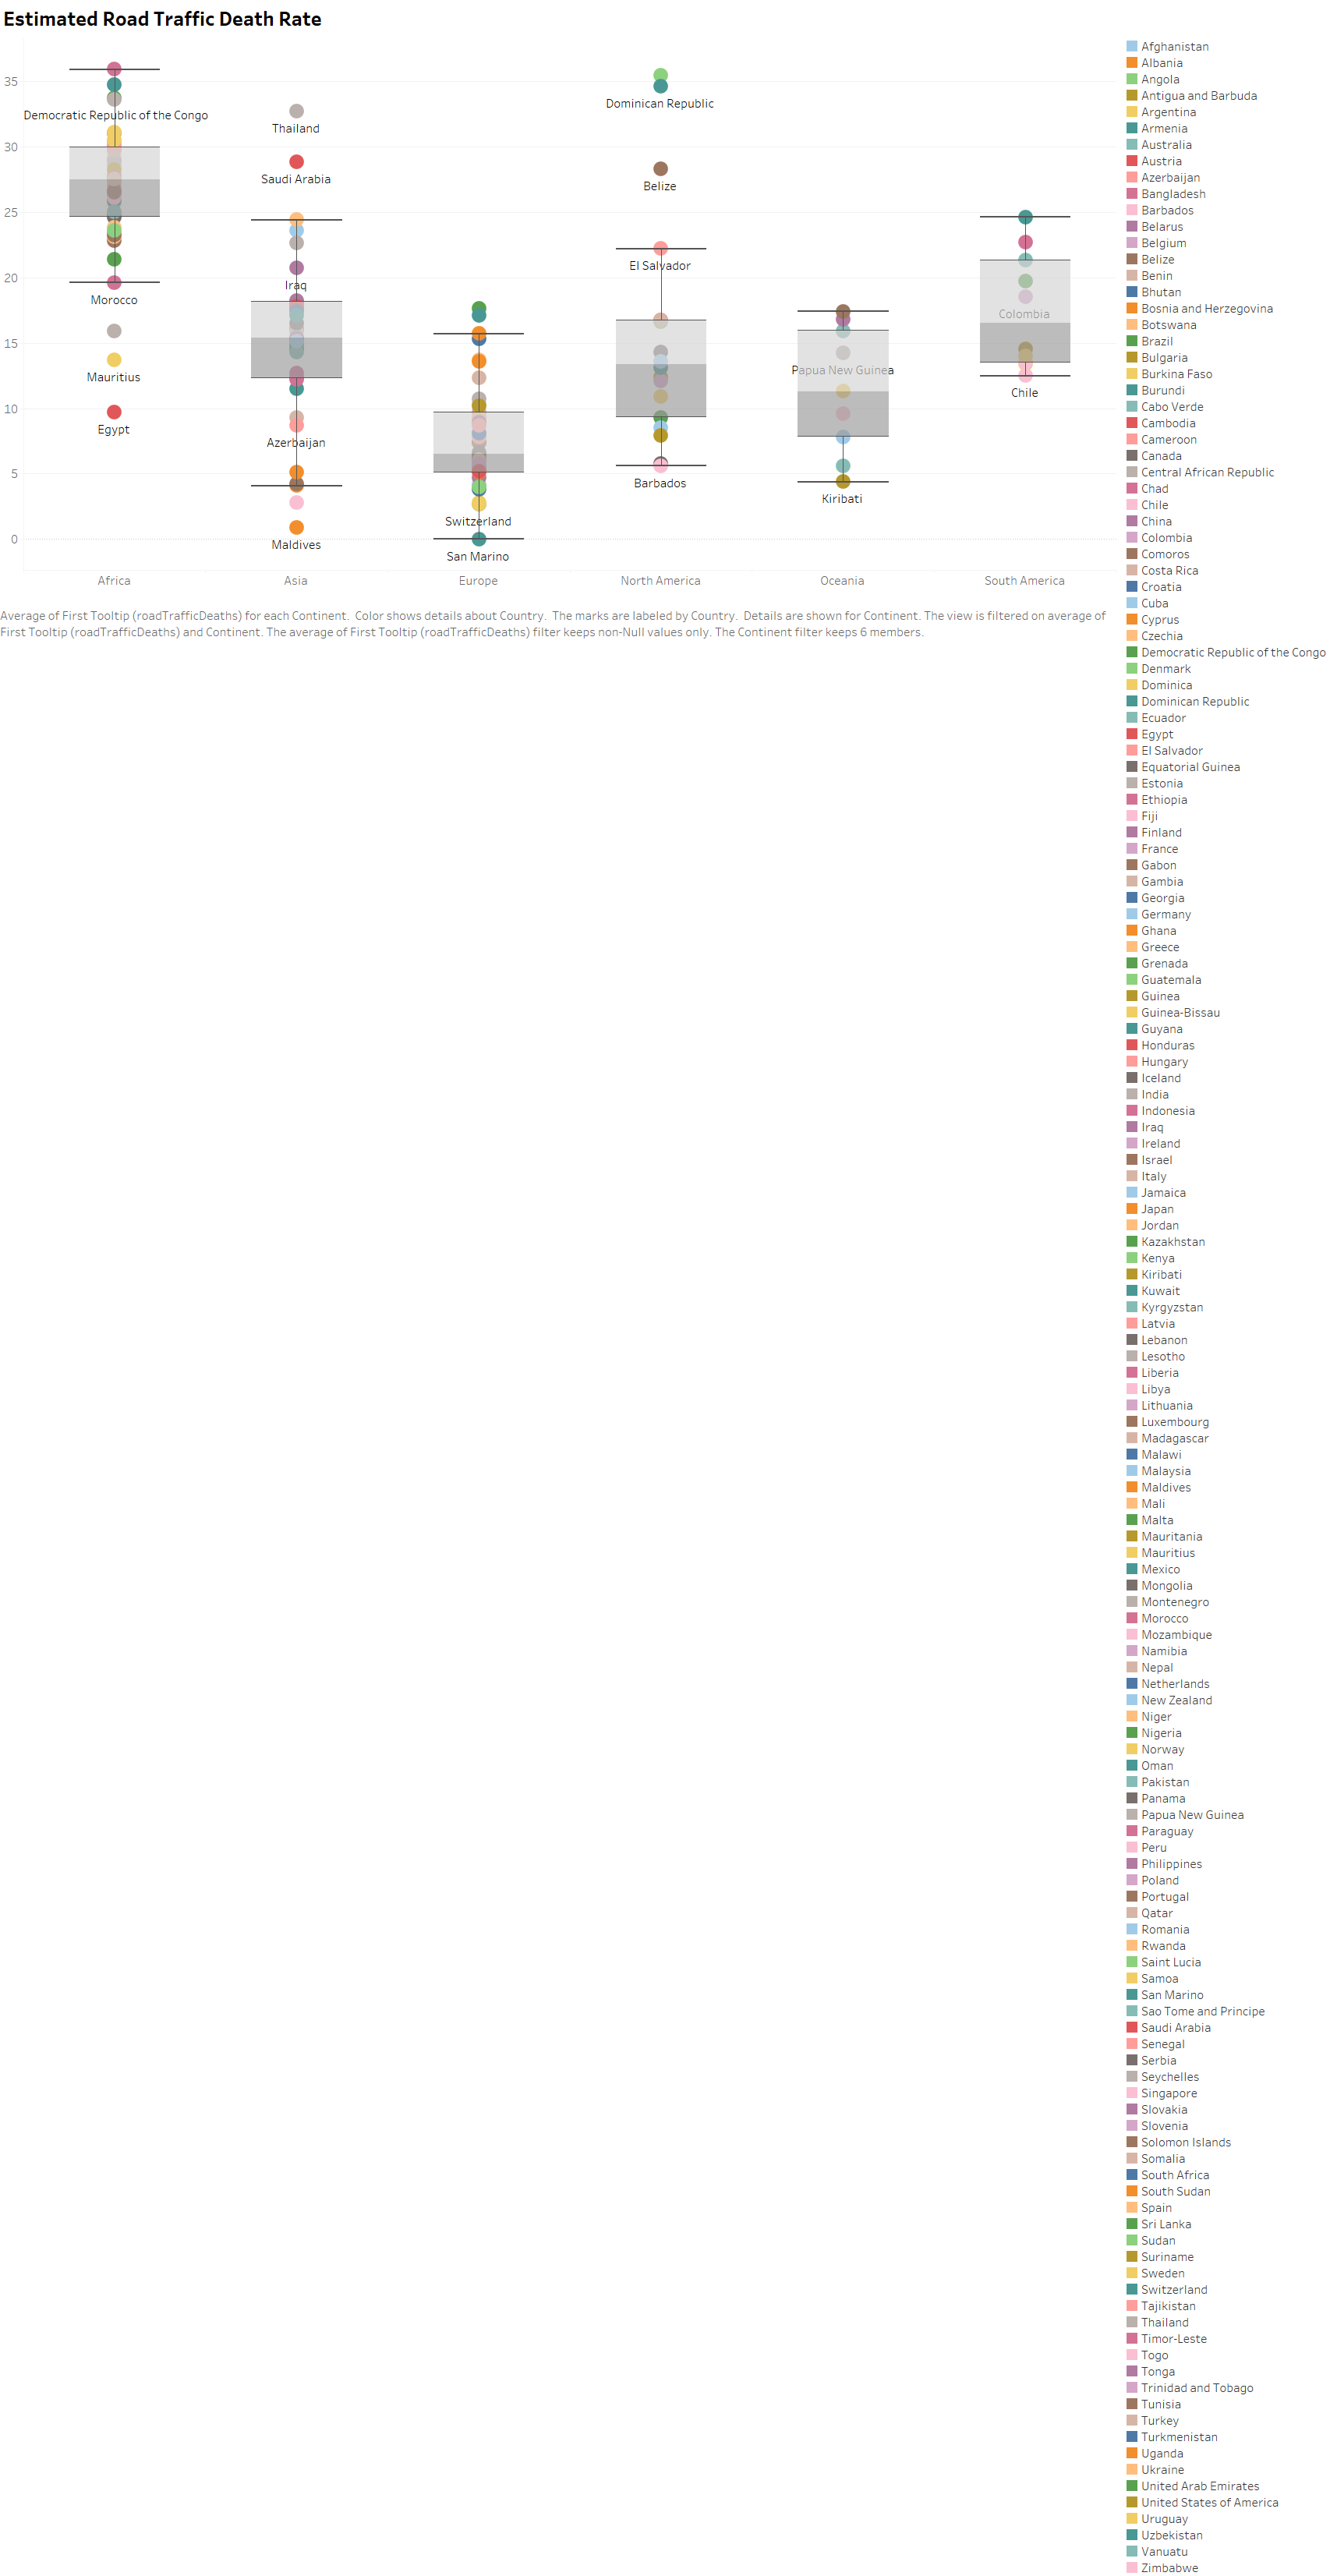 Estimated Road Traffic Death Rate
35
30
25
20
15
10
5
0
Democratic Republic of the Congo
Morocco
Mauritius
Egypt
Thailand
Saudi Arabia
Iraq
Azerbaijan
Maldives
Switzerland
San Marino
Dominican Republic
Belize
El Salvador
Barbados
Papua New Guinea
Kiribati
Colombia
Chile
Africa
Asia
Europe
North America
Oceania
South America
Average of First Tooltip (roadTrafficDeaths) for each Continent. Color shows details about Country. The marks are labeled by Country. Details are shown for Continent. The view is filtered on average of
First Tooltip (roadTrafficDeaths) and Continent. The average of First Tooltip (roadTrafficDeaths) filter keeps non-Null values only. The Continent filter keeps 6 members.
Afghanistan
Albania
Angola
Antigua and Barbuda
Argentina
Armenia
Australia
Austria
Azerbaijan
Bangladesh
Barbados
Belarus
Belgium
Belize
Benin
Bhutan
Bosnia and Herzegovina
Botswana
Brazil
Bulgaria
Burkina Faso
Burundi
Cabo Verde
Cambodia
Cameroon
Canada
Central African Republic
Chad
Chile
China
Colombia
Comoros
Costa Rica
Croatia
Cuba
Cyprus
Czechia
Democratic Republic of the Congo
Denmark
Dominica
Dominican Republic
Ecuador
Egypt
El Salvador
Equatorial Guinea
Estonia
Ethiopia
Fiji
Finland
France
Gabon
Gambia
Georgia
Germany
Ghana
Greece
Grenada
Guatemala
Guinea
Guinea-Bissau
Guyana
Honduras
Hungary
Iceland
India
Indonesia
Iraq
Ireland
Israel
Italy
Jamaica
Japan
Jordan
Kazakhstan
Kenya
Kiribati
Kuwait
Kyrgyzstan
Latvia
Lebanon
Lesotho
Liberia
Libya
Lithuania
Luxembourg
Madagascar
Malawi
Malaysia
Maldives
Mali
Malta
Mauritania
Mauritius
Mexico
Mongolia
Montenegro
Morocco
Mozambique
Namibia
Nepal
Netherlands
New Zealand
Niger
Nigeria
Norway
Oman
Pakistan
Panama
Papua New Guinea
Paraguay
Peru
Philippines
Poland
Portugal
Qatar
Romania
Rwanda
Saint Lucia
Samoa
San Marino
Sao Tome and Principe
Saudi Arabia
Senegal
Serbia
Seychelles
Singapore
Slovakia
Slovenia
Solomon Islands
Somalia
South Africa
South Sudan
Spain
Sri Lanka
Sudan
Suriname
Sweden
Switzerland
Tajikistan
Thailand
Timor-Leste
Togo
Tonga
Trinidad and Tobago
Tunisia
Turkey
Turkmenistan
Uganda
Ukraine
United Arab Emirates
United States of America
Uruguay
Uzbekistan
Vanuatu
Zimbabwe